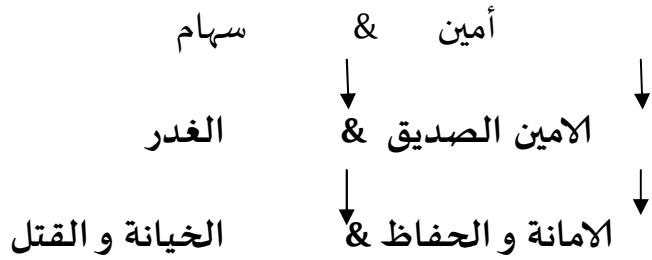 أمين & سهام
الامين الصديق & الغدر
الامانة و الحفاظ & الخيانة و القتل